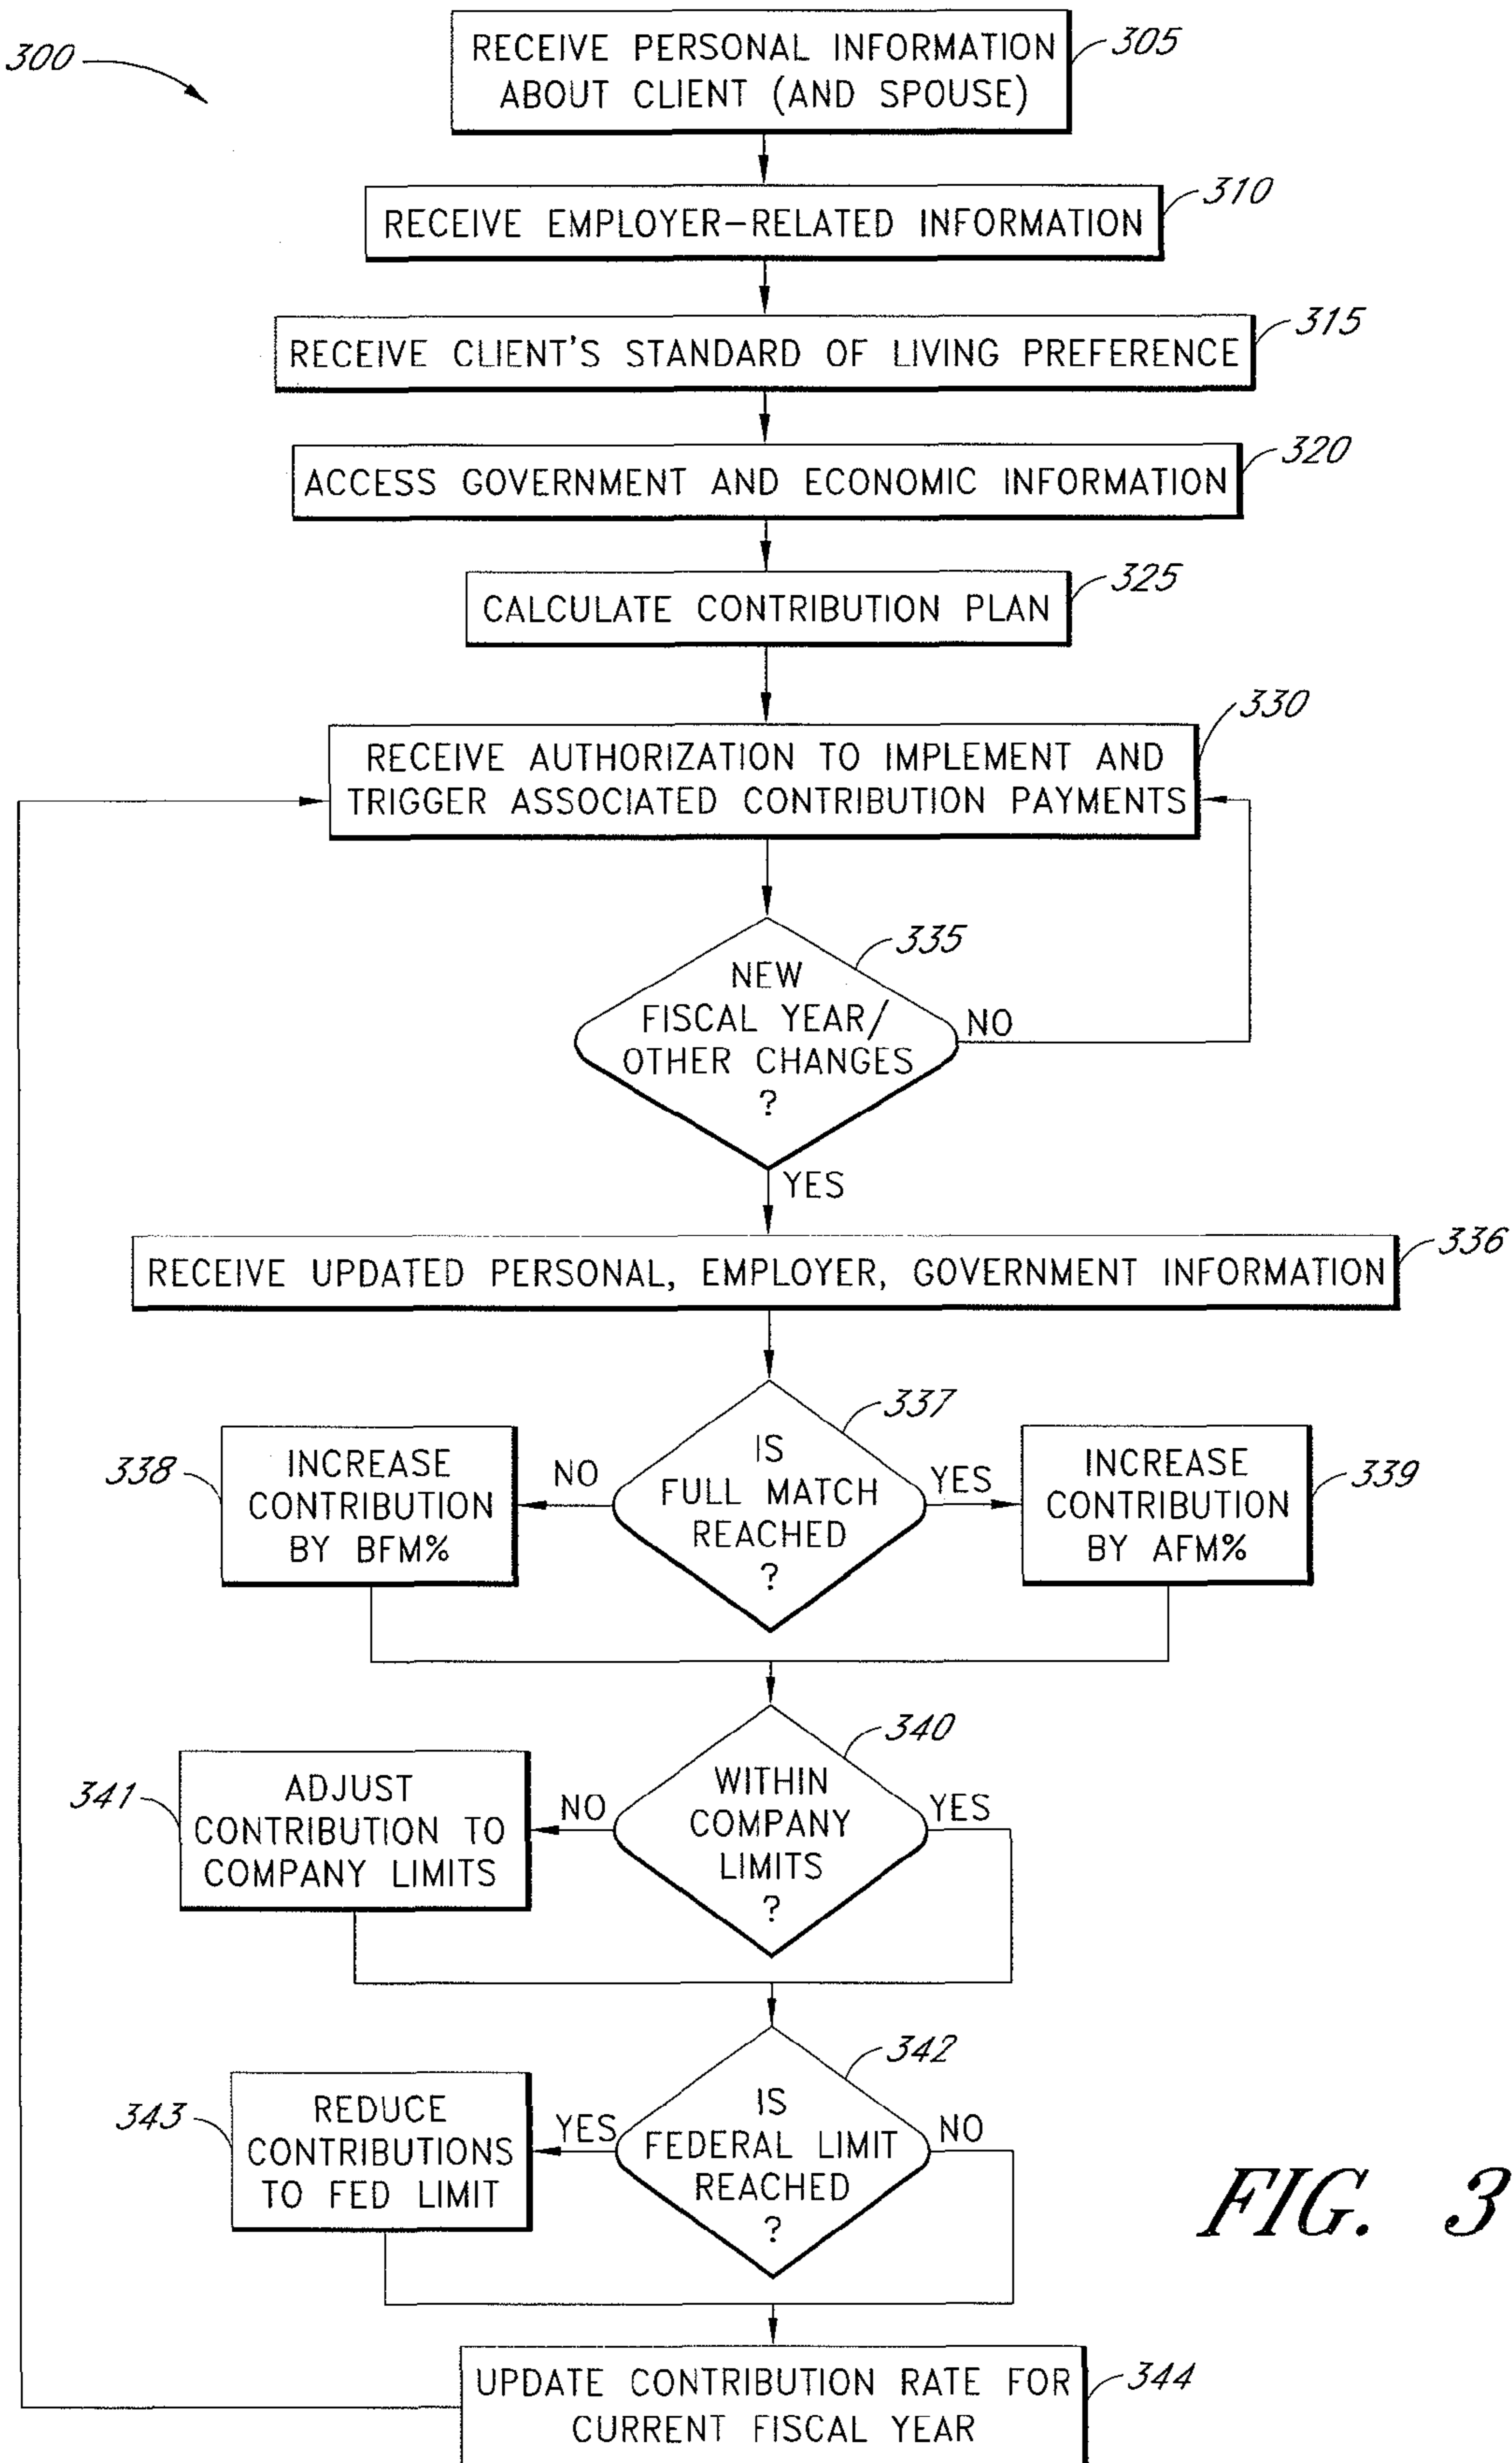 300
RECEIVE PERSONAL INFORMATION
ABOUT CLIENT (AND SPOUSE)
305
RECEIVE EMPLOYER-RELATED INFORMATION
310
RECEIVE CLIENT'S STANDARD OF LIVING PREFERENCE
315
ACCESS GOVERNMENT AND ECONOMIC INFORMATION
320
CALCULATE CONTRIBUTION PLAN
325
RECEIVE AUTHORIZATION TO IMPLEMENT AND
TRIGGER ASSOCIATED CONTRIBUTION PAYMENTS
330
NEW
FISCAL YEAR/
OTHER CHANGES
?
335
NO
YES
RECEIVE UPDATED PERSONAL, EMPLOYER, GOVERNMENT INFORMATION
336
IS
FULL MATCH
REACHED
?
337
NO
YES
338
INCREASE
CONTRIBUTION
BY BFM%
INCREASE
CONTRIBUTION
BY AFM%
339
WITHIN
COMPANY
LIMITS
?
340
NO
YES
341
ADJUST
CONTRIBUTION TO
COMPANY LIMITS
IS
FEDERAL LIMIT
REACHED
?
342
YES
NO
343
REDUCE
CONTRIBUTIONS
TO FED LIMIT
UPDATE CONTRIBUTION RATE FOR
CURRENT FISCAL YEAR
344
FIG. 3